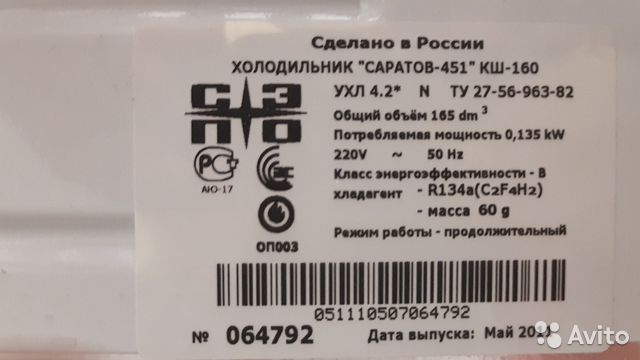 Сделано в России
ХОЛОДИЛЬНИК "САРАТОВ-451" КШ-160
СЭПО
УХЛ 4.2* N ТУ 27-56-963-82
Общий объём 165 dm³
Потребляемая мощность 0,135 kW
220V ~ 50 Hz
Класс энергоэффективности - В
хладагент - R134a(C₂F₄H₂)
- масса 60 g
Режим работы - продолжительный
РСТ
АЮ-17
ОП003
051110507064792
№ 064792 Дата выпуска: Май
Avito